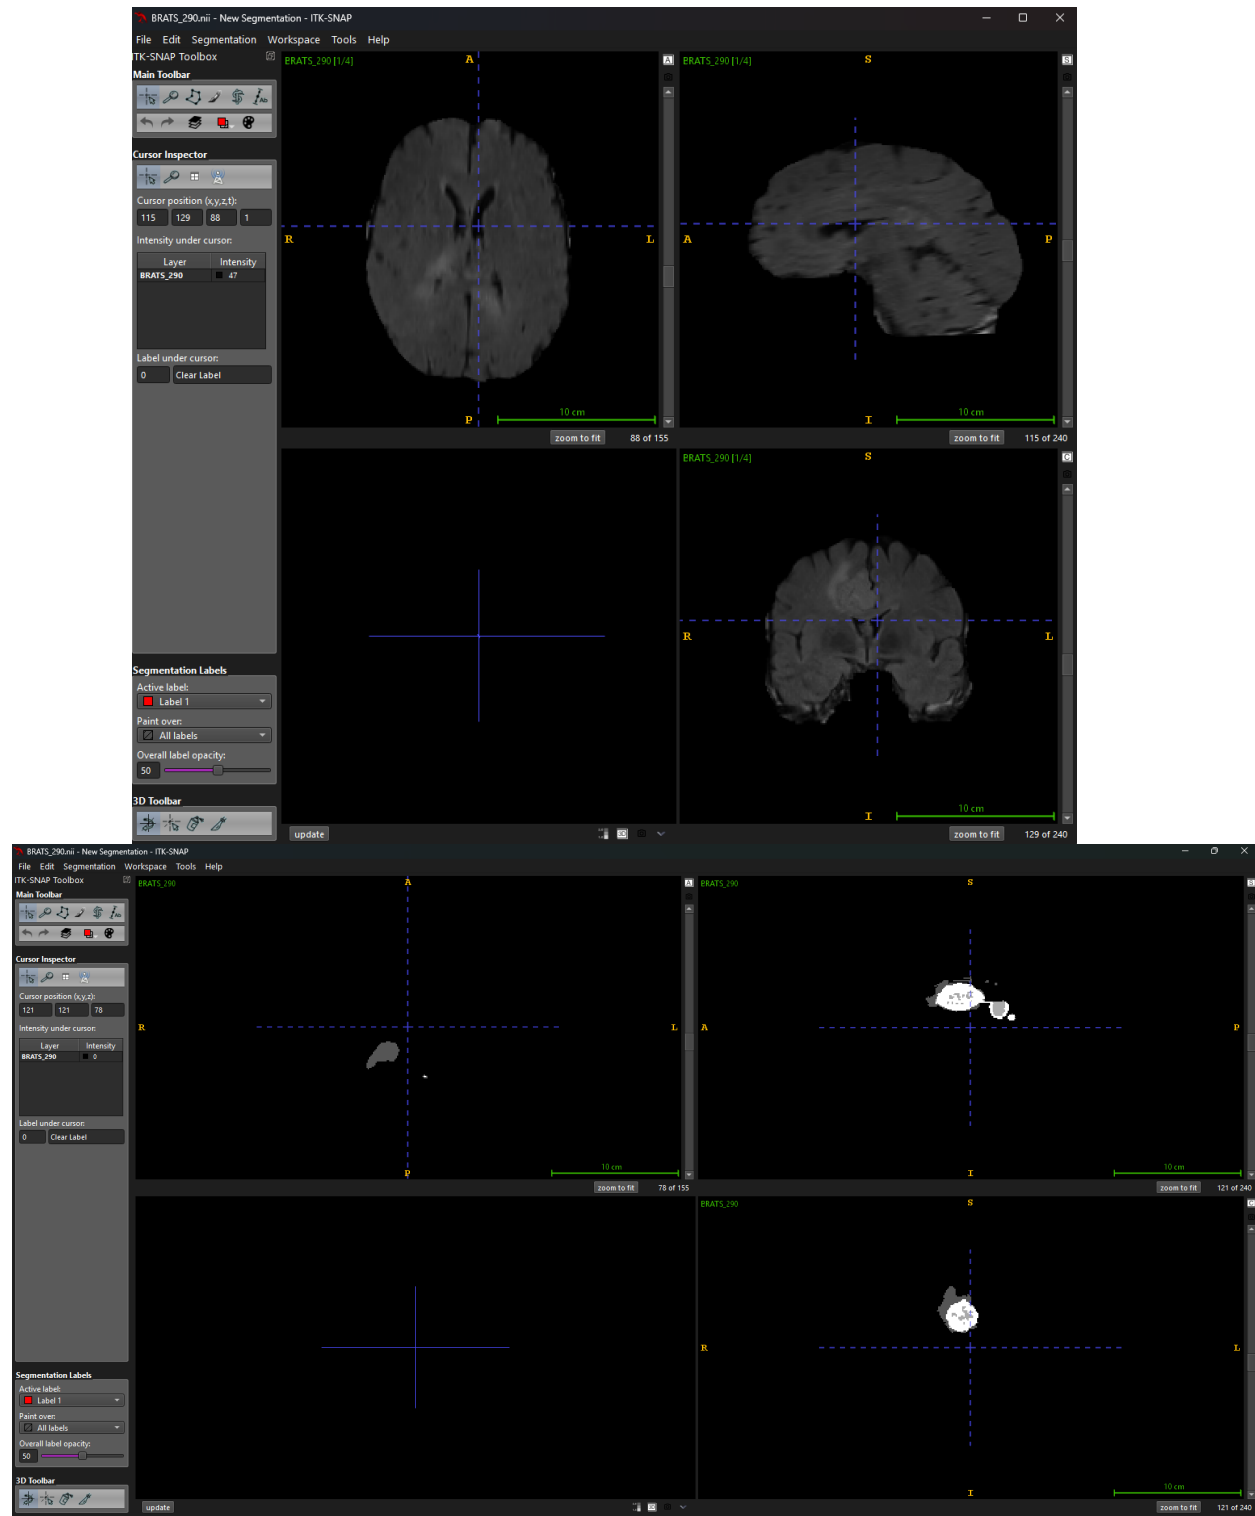 BRATS_290.nii - New Segmentation - ITK-SNAP
File Edit Segmentation Workspace Tools Help
ITK-SNAP Toolbox
Main Toolbar
Cursor Inspector
Cursor position (x,y,z,t):
115 129 88 1
Intensity under cursor:
Layer Intensity
BRATS_290 47
Label under cursor:
0 Clear Label
Segmentation Labels
Active label:
Label 1
Paint over:
All labels
Overall label opacity:
50
3D Toolbar
BRATS_290 [1/4]
A
A
R
L
P
10 cm
zoom to fit 88 of 155
BRATS_290 [1/4]
S
S
A
P
I
10 cm
zoom to fit 115 of 240
update
3D
BRATS_290 [1/4]
S
C
R
L
I
10 cm
zoom to fit 129 of 240
BRATS_290.nii - New Segmentation - ITK-SNAP
File Edit Segmentation Workspace Tools Help
ITK-SNAP Toolbox
Main Toolbar
Cursor Inspector
Cursor position (x,y,z):
121 121 78
Intensity under cursor:
Layer Intensity
BRATS_290 0
Label under cursor:
0 Clear Label
Segmentation Labels
Active label:
Label 1
Paint over:
All labels
Overall label opacity:
50
3D Toolbar
BRATS_290
A
A
R
L
P
10 cm
zoom to fit 78 of 155
BRATS_290
S
S
A
P
I
10 cm
zoom to fit 121 of 240
update
3D
BRATS_290
S
C
R
L
I
10 cm
zoom to fit 121 of 240